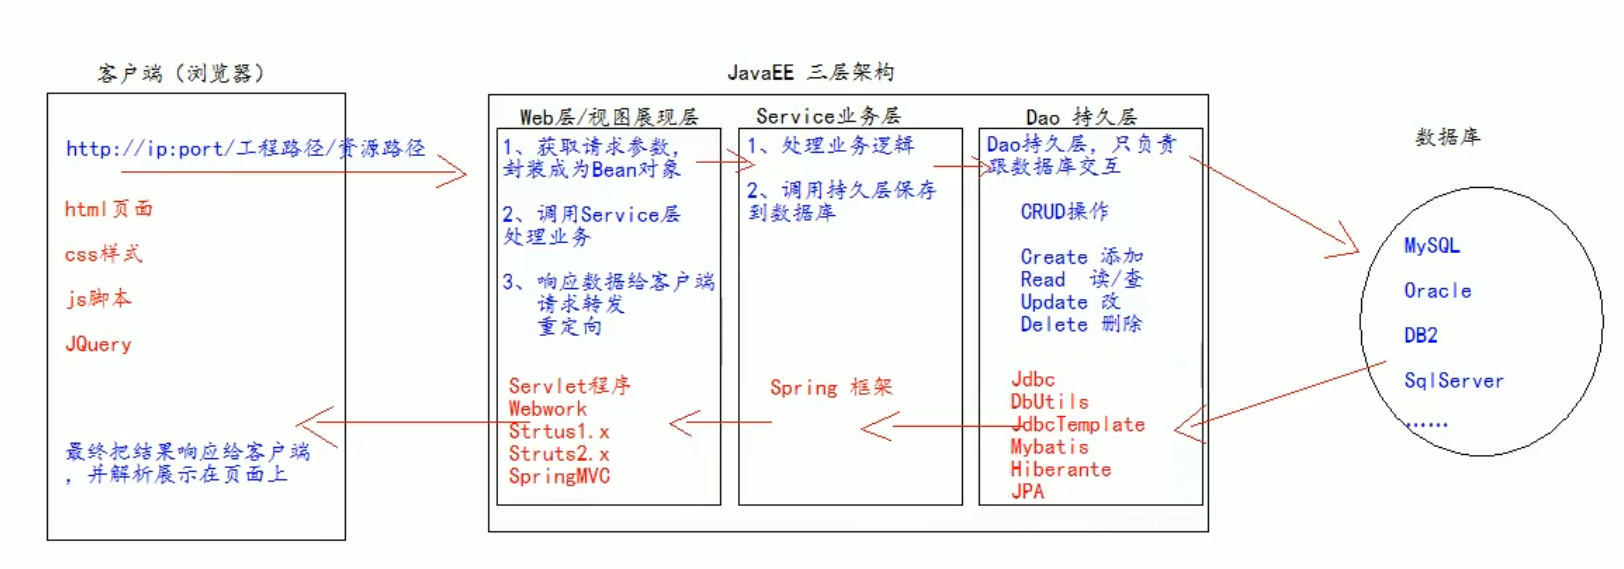 客户端（浏览器）
http://ip:port/工程路径/资源路径
html页面
css样式
js脚本
JQuery
最终把结果响应给客户端
，并解析展示在页面上
JavaEE 三层架构
Web层/视图展现层
1、获取请求参数，
封装成为Bean对象
2、调用Service层
处理业务
3、响应数据给客户端
请求转发
重定向
Servlet程序
Webwork
Strtus1.x
Struts2.x
SpringMVC
Service业务层
1、处理业务逻辑
2、调用持久层保存
到数据库
Spring 框架
Dao 持久层
Dao持久层，只负责
跟数据库交互
CRUD操作
Create 添加
Read 读/查
Update 改
Delete 删除
Jdbc
DbUtils
JdbcTemplate
Mybatis
Hiberante
JPA
数据库
MySQL
Oracle
DB2
SqlServer
......